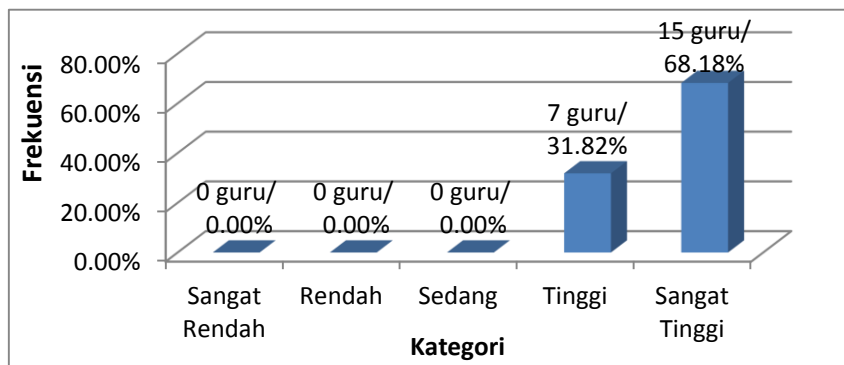 Frekuensi
80.00%
60.00%
40.00%
20.00%
0.00%
0 guru/
0.00%
0 guru/
0.00%
0 guru/
0.00%
7 guru/
31.82%
15 guru/
68.18%
Sangat
Rendah
Rendah
Sedang
Tinggi
Sangat
Tinggi
Kategori